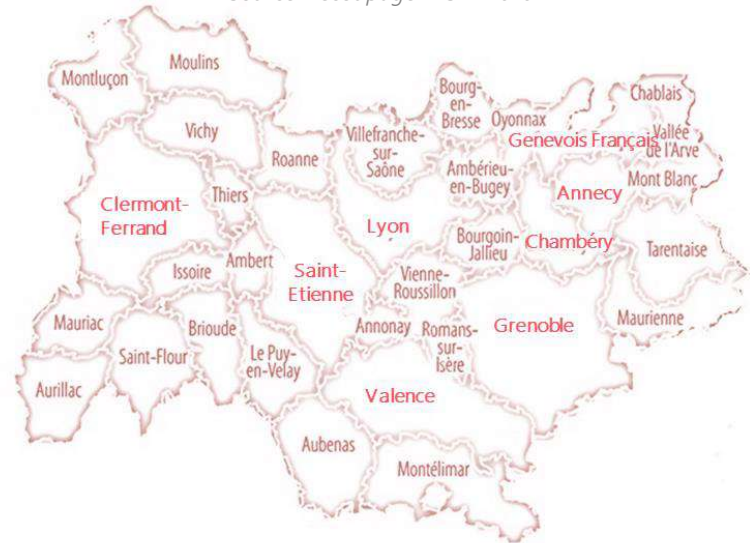 Moulins
Montluçon
Chablais
Bourg-
en-
Bresse
Oyonnax
Vichy
Villefranche-
sur-
Saône
Genevois Français
Vallée
de l'Arve
Roanne
Ambérieu-
en-Bugey
Mont Blanc
Thiers
Annecy
Clermont-
Ferrand
Lyon
Bourgoin-
Jallieu
Chambéry
Tarentaise
Ambert
Issoire
Saint-
Etienne
Vienne-
Roussillon
Mauriac
Brioude
Annonay
Romans-
sur-
Isère
Grenoble
Maurienne
Saint-Flour
Le Puy-
en-Velay
Aurillac
Valence
Aubenas
Montélimar